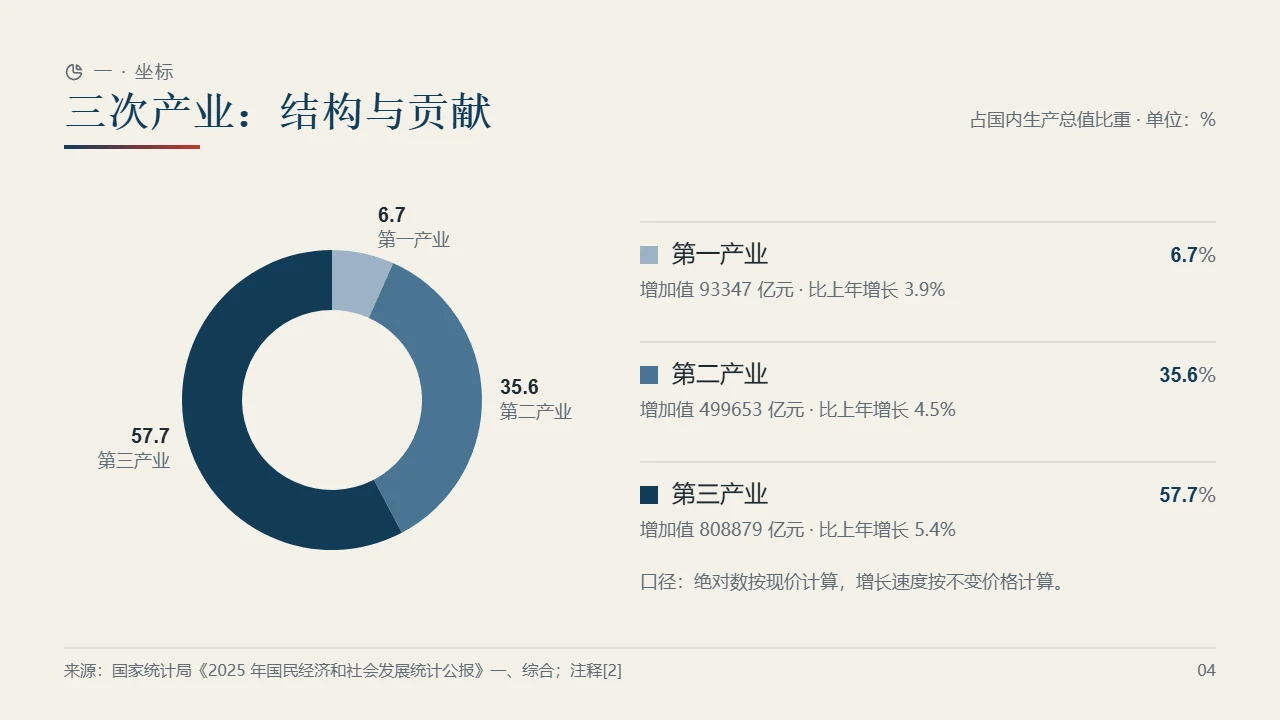 一 · 坐标
三次产业：结构与贡献
占国内生产总值比重 · 单位：%
6.7
第一产业
35.6
第二产业
57.7
第三产业
第一产业 6.7%
增加值 93347 亿元 · 比上年增长 3.9%
第二产业 35.6%
增加值 499653 亿元 · 比上年增长 4.5%
第三产业 57.7%
增加值 808879 亿元 · 比上年增长 5.4%
口径：绝对数按现价计算，增长速度按不变价格计算。
来源：国家统计局《2025 年国民经济和社会发展统计公报》一、综合；注释[2]
04